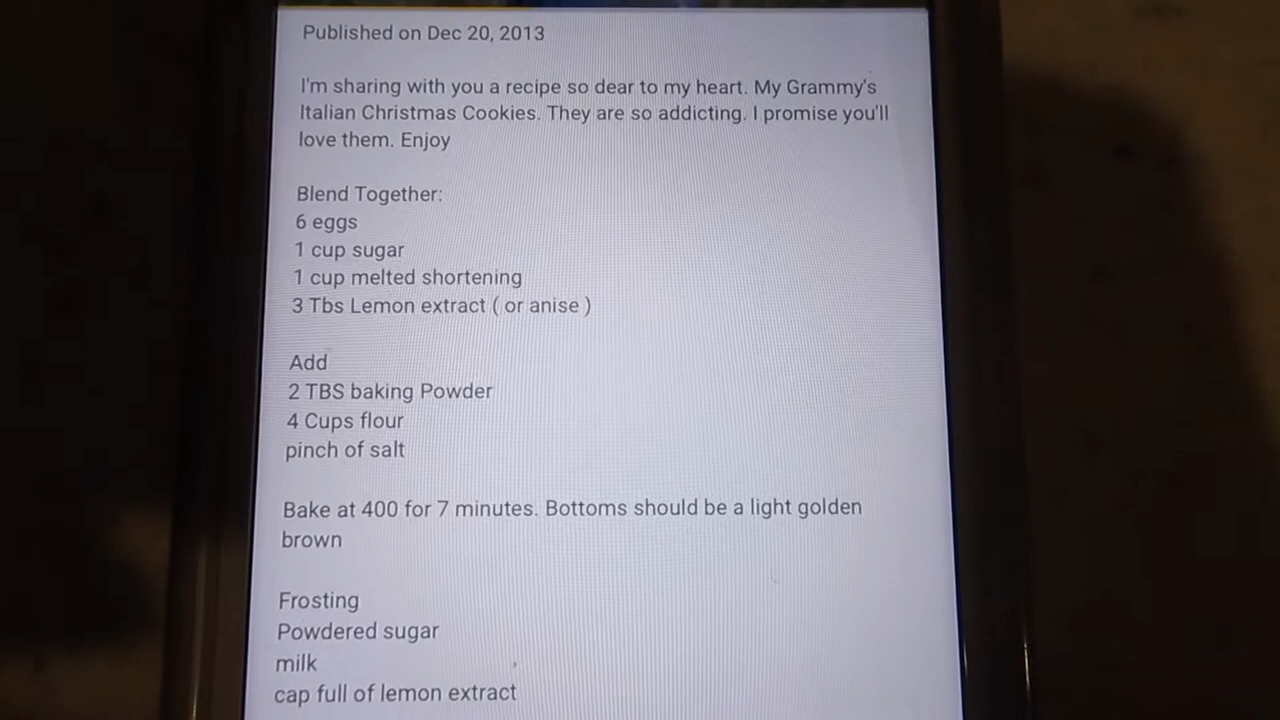 Published on Dec 20, 2013
I'm sharing with you a recipe so dear to my heart. My Grammy's
Italian Christmas Cookies. They are so addicting. I promise you'll
love them. Enjoy
Blend Together:
6 eggs
1 cup sugar
1 cup melted shortening
3 Tbs Lemon extract ( or anise )
Add
2 TBS baking Powder
4 Cups flour
pinch of salt
Bake at 400 for 7 minutes. Bottoms should be a light golden
brown
Frosting
Powdered sugar
milk
cap full of lemon extract